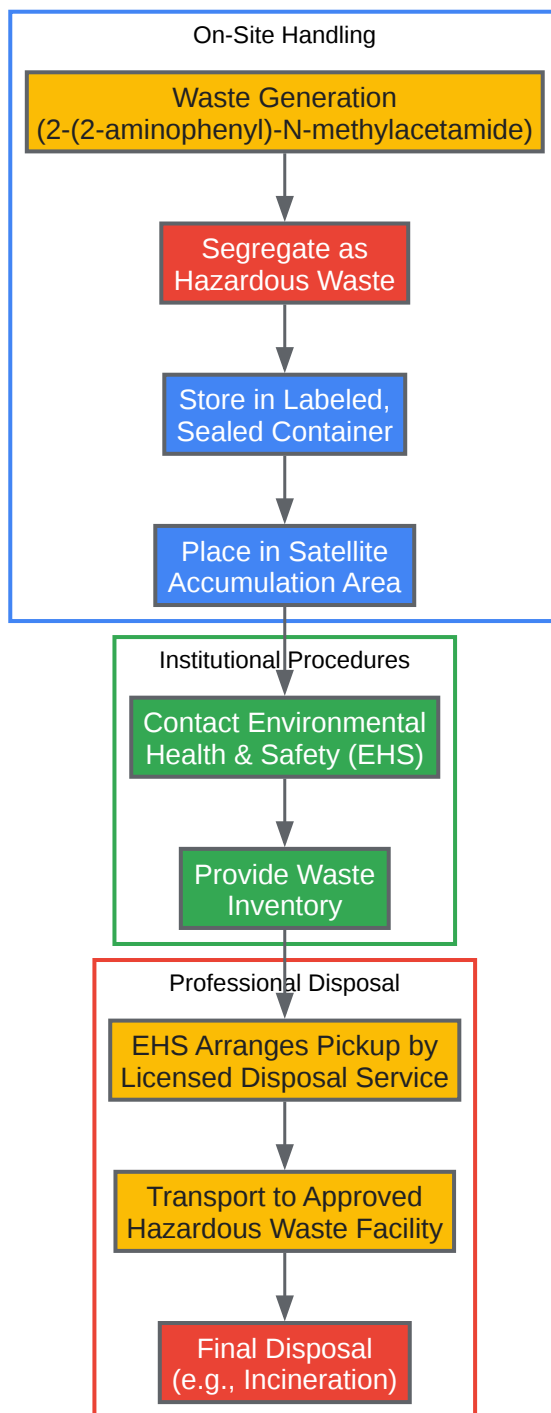 On-Site Handling
Waste Generation
(2-(2-aminophenyl)-N-methylacetamide)
Segregate as
Hazardous Waste
Store in Labeled,
Sealed Container
Place in Satellite
Accumulation Area
Institutional Procedures
Contact Environmental
Health & Safety (EHS)
Provide Waste
Inventory
Professional Disposal
EHS Arranges Pickup by
Licensed Disposal Service
Transport to Approved
Hazardous Waste Facility
Final Disposal
(e.g., Incineration)